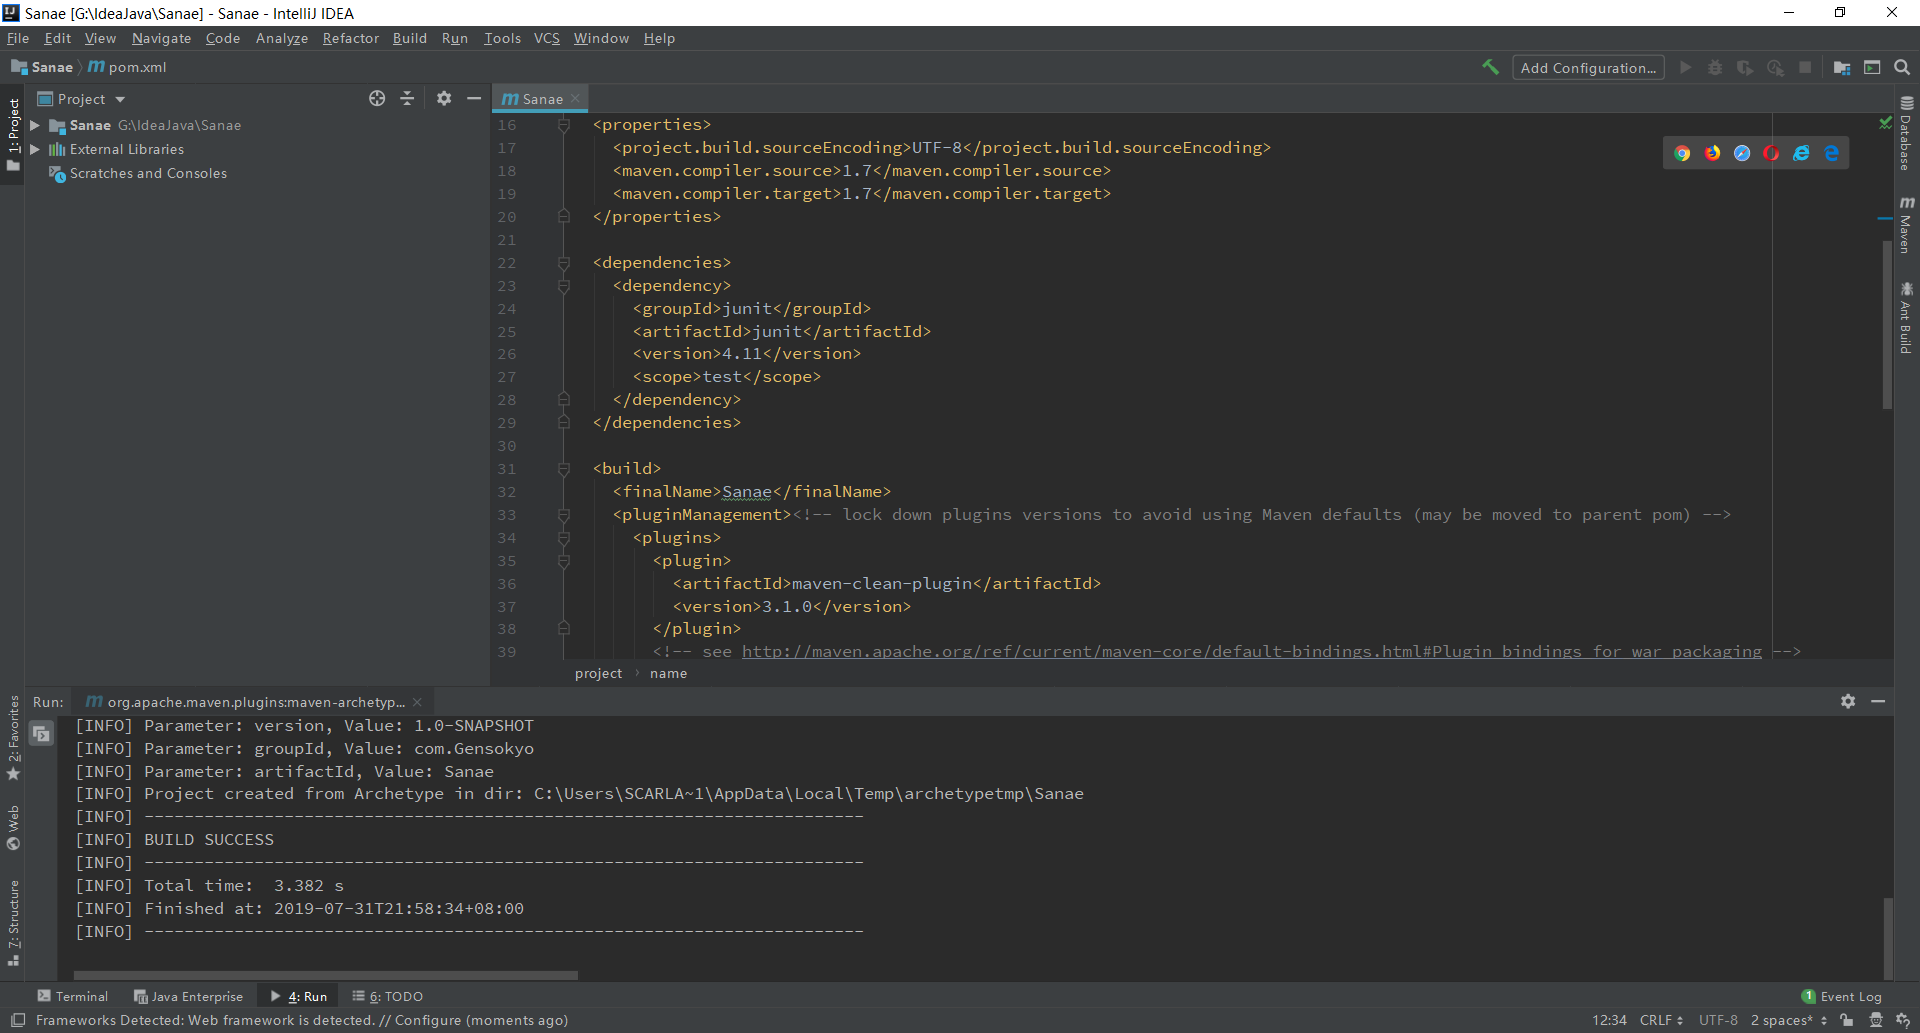 Sanae [G:\IdeaJava\Sanae] - Sanae - IntelliJ IDEA
File Edit View Navigate Code Analyze Refactor Build Run Tools VCS Window Help
Sanae m pom.xml
Add Configuration...
1: Project
Project
Sanae G:\IdeaJava\Sanae
External Libraries
Scratches and Consoles
m Sanae
16 <properties>
17 <project.build.sourceEncoding>UTF-8</project.build.sourceEncoding>
18 <maven.compiler.source>1.7</maven.compiler.source>
19 <maven.compiler.target>1.7</maven.compiler.target>
20 </properties>
21
22 <dependencies>
23 <dependency>
24 <groupId>junit</groupId>
25 <artifactId>junit</artifactId>
26 <version>4.11</version>
27 <scope>test</scope>
28 </dependency>
29 </dependencies>
30
31 <build>
32 <finalName>Sanae</finalName>
33 <pluginManagement><!-- lock down plugins versions to avoid using Maven defaults (may be moved to parent pom) -->
34 <plugins>
35 <plugin>
36 <artifactId>maven-clean-plugin</artifactId>
37 <version>3.1.0</version>
38 </plugin>
39 <!-- see http://maven.apache.org/ref/current/maven-core/default-bindings.html#Plugin_bindings_for_war_packaging -->
project › name
Database
m Maven
Ant Build
2: Favorites
Web
7: Structure
Run: m org.apache.maven.plugins:maven-archetyp...
[INFO] Parameter: version, Value: 1.0-SNAPSHOT
[INFO] Parameter: groupId, Value: com.Gensokyo
[INFO] Parameter: artifactId, Value: Sanae
[INFO] Project created from Archetype in dir: C:\Users\SCARLA~1\AppData\Local\Temp\archetypetmp\Sanae
[INFO] ------------------------------------------------------------------------
[INFO] BUILD SUCCESS
[INFO] ------------------------------------------------------------------------
[INFO] Total time:  3.382 s
[INFO] Finished at: 2019-07-31T21:58:34+08:00
[INFO] ------------------------------------------------------------------------
Terminal Java Enterprise 4: Run 6: TODO 1 Event Log
Frameworks Detected: Web framework is detected. // Configure (moments ago) 12:34 CRLF UTF-8 2 spaces*